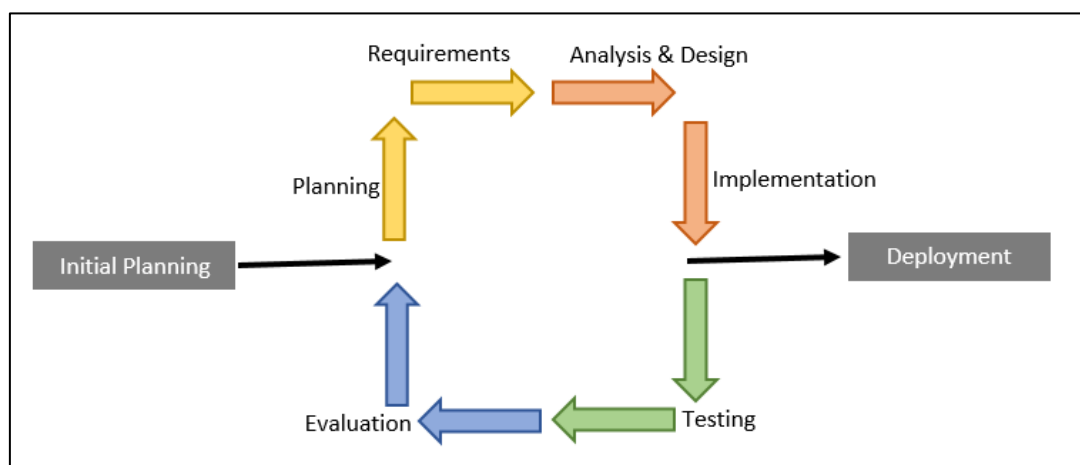 Requirements
Analysis & Design
Planning
Implementation
Initial Planning
Deployment
Evaluation
Testing